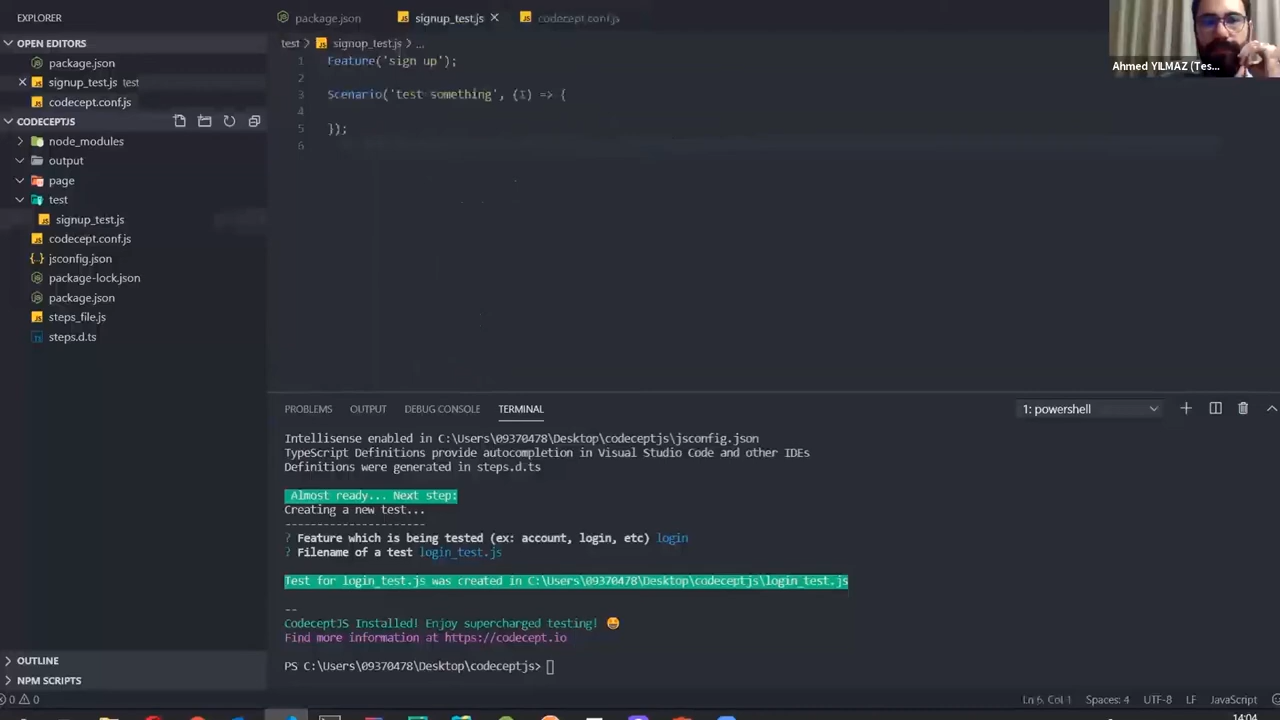 EXPLORER
OPEN EDITORS
package.json
signup_test.js test
codecept.conf.js
CODECEPTJS
node_modules
output
page
test
signup_test.js
codecept.conf.js
jsconfig.json
package-lock.json
package.json
steps_file.js
steps.d.ts
OUTLINE
NPM SCRIPTS
package.json signup_test.js codecept.conf.js
test > signup_test.js > ...
1 Feature('sign up');
2
3 Scenario('test something', (I) => {
4
5 });
6
Ahmed YILMAZ (Tes...
PROBLEMS OUTPUT DEBUG CONSOLE TERMINAL 1: powershell
Intellisense enabled in C:\Users\09370478\Desktop\codeceptjs\jsconfig.json
TypeScript Definitions provide autocompletion in Visual Studio Code and other IDEs
Definitions were generated in steps.d.ts
Almost ready... Next step:
Creating a new test...
----------------------
? Feature which is being tested (ex: account, login, etc) login
? Filename of a test login_test.js
Test for login_test.js was created in C:\Users\09370478\Desktop\codeceptjs\login_test.js
--
CodeceptJS Installed! Enjoy supercharged testing! 🤩
Find more information at https://codecept.io
PS C:\Users\09370478\Desktop\codeceptjs>
0 0 Ln 6, Col 1 Spaces: 4 UTF-8 LF JavaScript
14:04